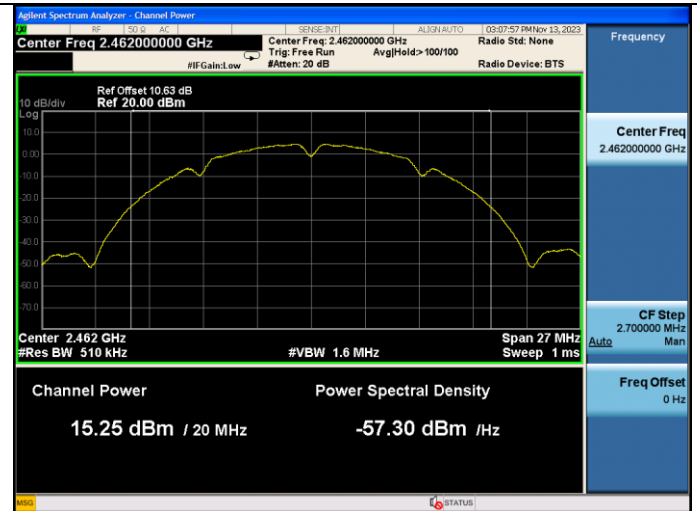 Agilent Spectrum Analyzer - Channel Power
RF 50 Ω AC SENSE:INT ALIGN AUTO 03:07:57 PM Nov 13, 2023
Center Freq 2.462000000 GHz Center Freq: 2.462000000 GHz Radio Std: None
Trig: Free Run Avg|Hold:> 100/100
#IFGain:Low #Atten: 20 dB Radio Device: BTS
Ref Offset 10.63 dB
10 dB/div Ref 20.00 dBm
Log
10.0
0.00
-10.0
-20.0
-30.0
-40.0
-50.0
-60.0
-70.0
Center 2.462 GHz Span 27 MHz
#Res BW 510 kHz #VBW 1.6 MHz Sweep 1 ms
Channel Power Power Spectral Density
15.25 dBm / 20 MHz -57.30 dBm /Hz
MSG STATUS
Frequency
Center Freq
2.462000000 GHz
CF Step
2.700000 MHz
Auto Man
Freq Offset
0 Hz